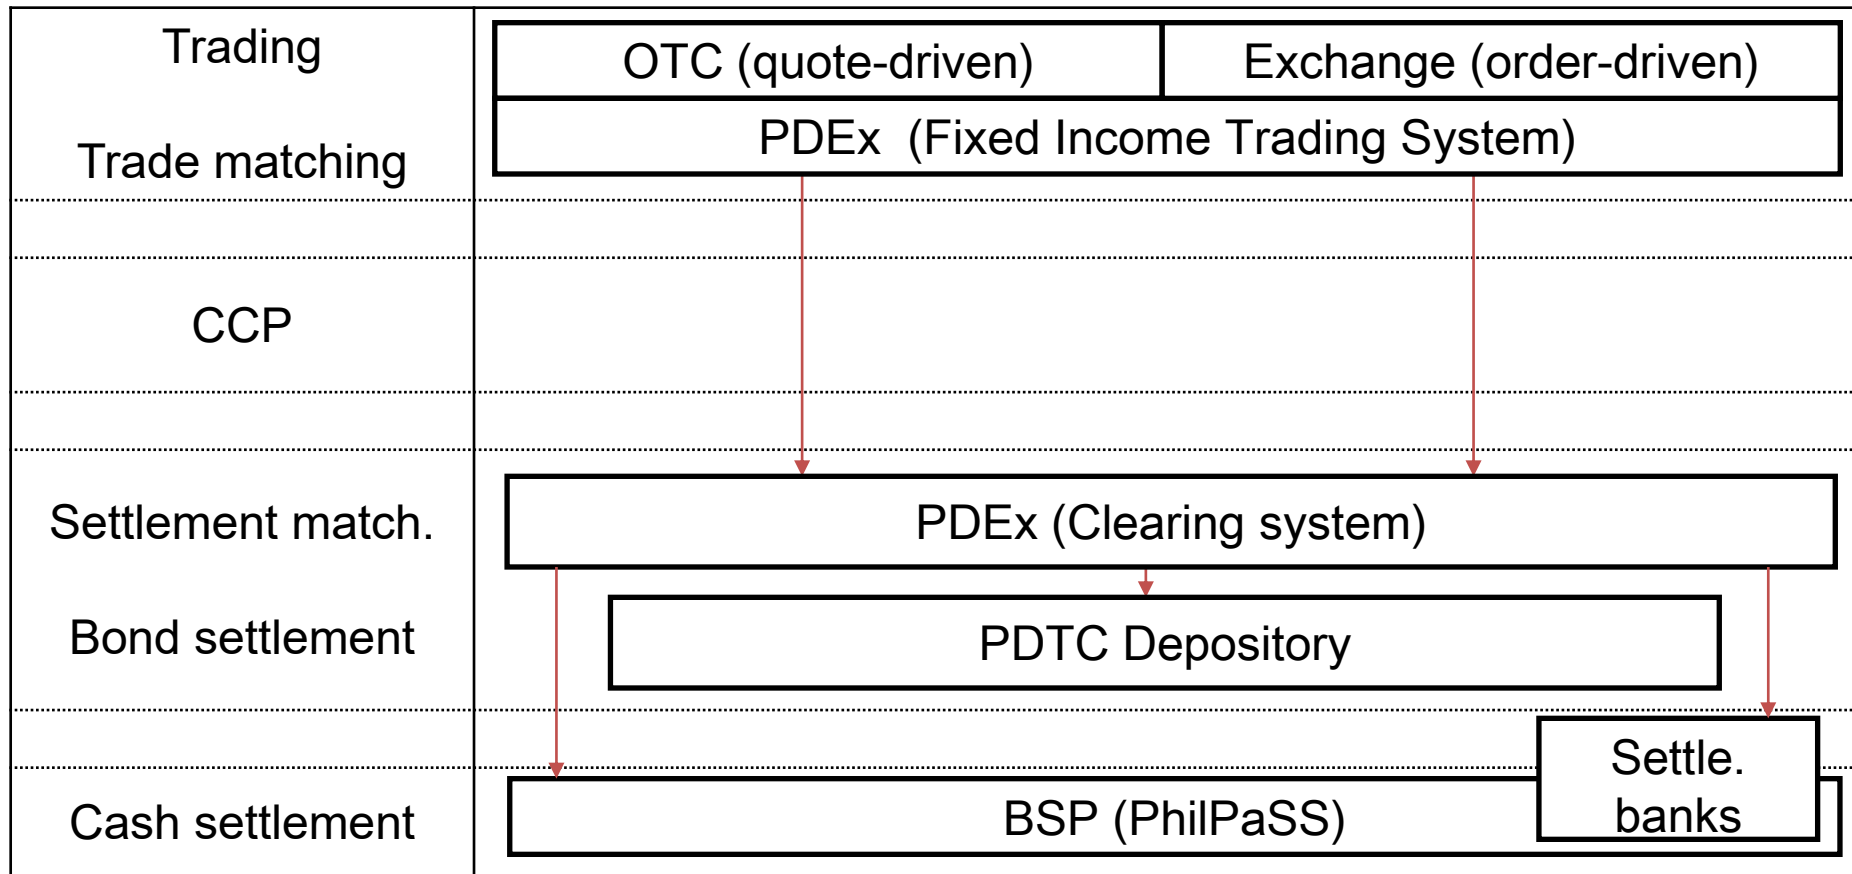 Trading
OTC (quote-driven)
Exchange (order-driven)
PDEx (Fixed Income Trading System)
Trade matching
CCP
Settlement match.
PDEx (Clearing system)
Bond settlement
PDTC Depository
Settle.
banks
Cash settlement
BSP (PhilPaSS)